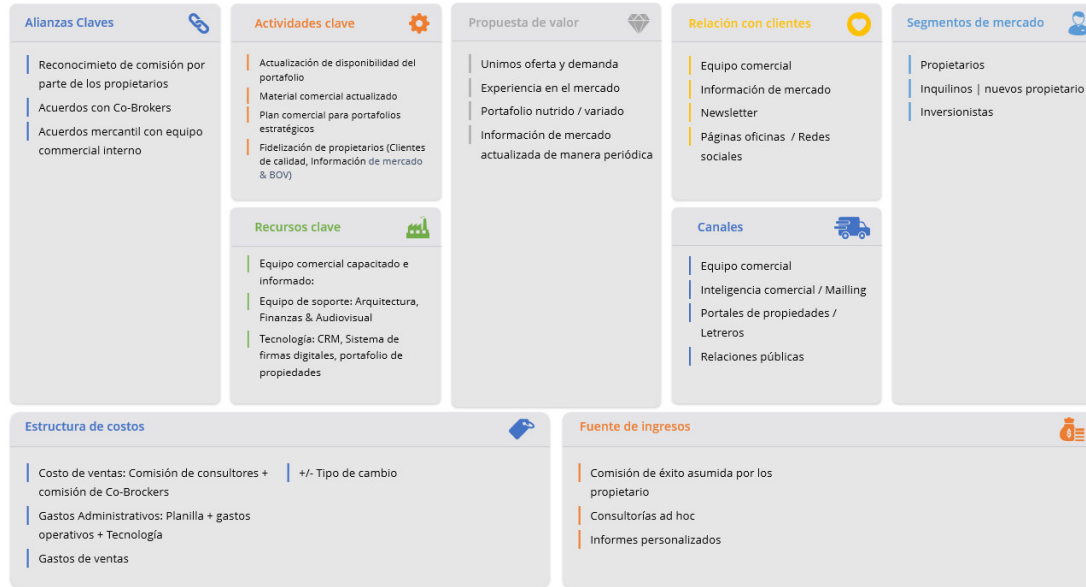 Alianzas Claves
Reconocimieto de comisión por
parte de los propietarios
Acuerdos con Co-Brokers
Acuerdos mercantil con equipo
commercial interno
Actividades clave
Actualización de disponibilidad del
portafolio
Material comercial actualizado
Plan comercial para portafolios
estratégicos
Fidelización de propietarios (Clientes
de calidad, Información de mercado
& BOV)
Recursos clave
Equipo comercial capacitado e
informado:
Equipo de soporte: Arquitectura,
Finanzas & Audiovisual
Tecnología: CRM, Sistema de
firmas digitales, portafolio de
propiedades
Propuesta de valor
Unimos oferta y demanda
Experiencia en el mercado
Portafolio nutrido / variado
Información de mercado
actualizada de manera periódica
Relación con clientes
Equipo comercial
Información de mercado
Newsletter
Páginas oficinas / Redes
sociales
Canales
Equipo comercial
Inteligencia comercial / Mailling
Portales de propiedades /
Letreros
Relaciones públicas
Segmentos de mercado
Propietarios
Inquilinos | nuevos propietario
Inversionistas
Estructura de costos
Costo de ventas: Comisión de consultores +
comisión de Co-Brockers
Gastos Administrativos: Planilla + gastos
operativos + Tecnología
Gastos de ventas
+/- Tipo de cambio
Fuente de ingresos
Comisión de éxito asumida por los
propietario
Consultorías ad hoc
Informes personalizados